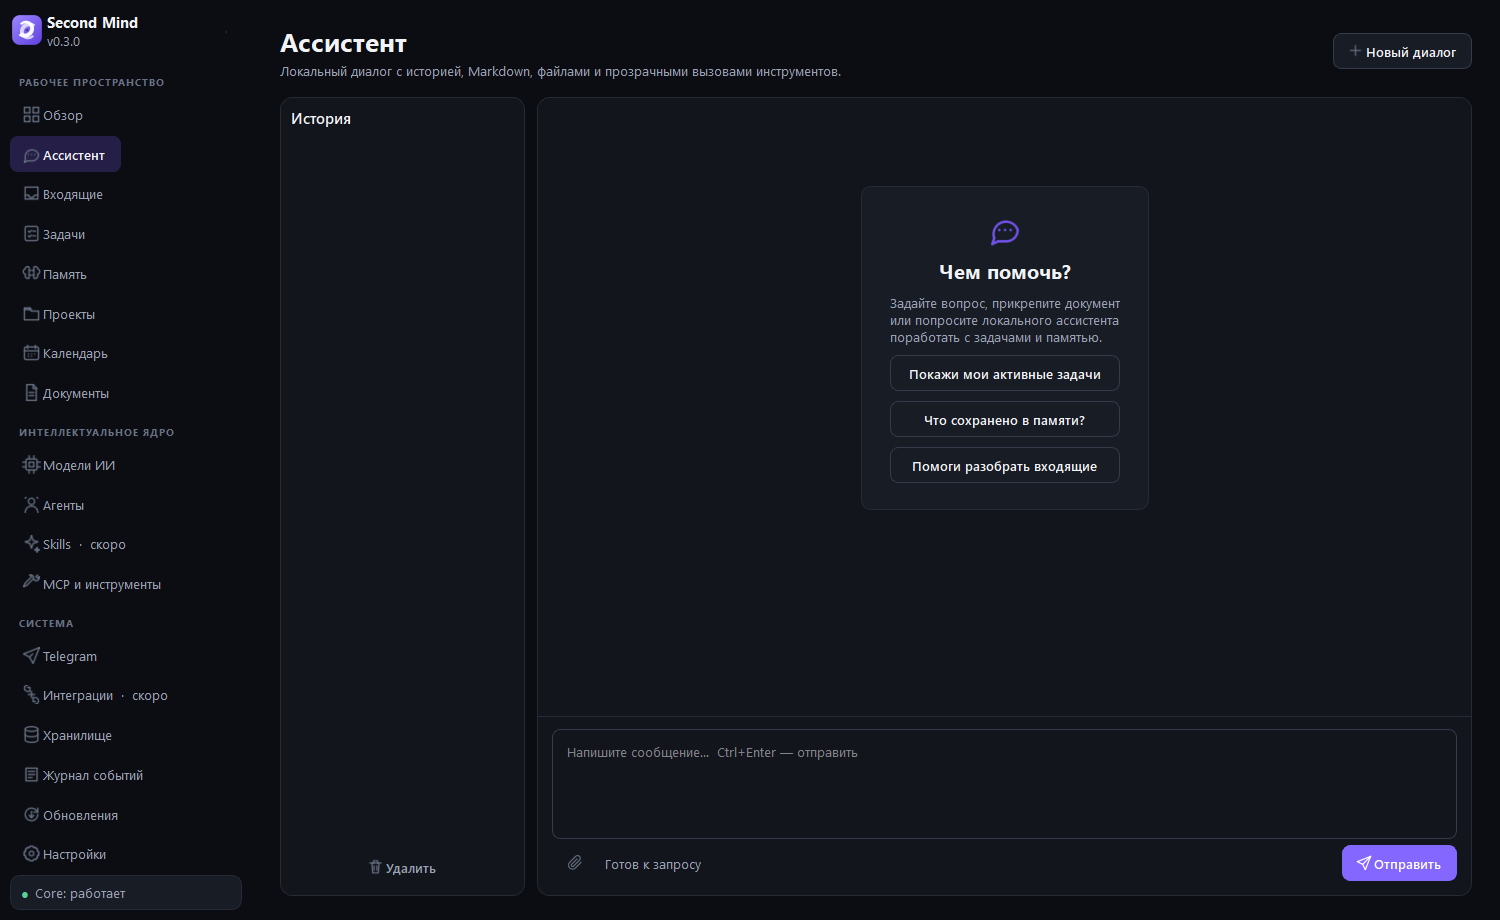 Second Mind
v0.3.0
РАБОЧЕЕ ПРОСТРАНСТВО
Обзор
Ассистент
Входящие
Задачи
Память
Проекты
Календарь
Документы
ИНТЕЛЛЕКТУАЛЬНОЕ ЯДРО
Модели ИИ
Агенты
Skills · скоро
MCP и инструменты
СИСТЕМА
Telegram
Интеграции · скоро
Хранилище
Журнал событий
Обновления
Настройки
Core: работает
Ассистент
Локальный диалог с историей, Markdown, файлами и прозрачными вызовами инструментов.
Новый диалог
История
Удалить
Чем помочь?
Задайте вопрос, прикрепите документ
или попросите локального ассистента
поработать с задачами и памятью.
Покажи мои активные задачи
Что сохранено в памяти?
Помоги разобрать входящие
Напишите сообщение... Ctrl+Enter — отправить
Готов к запросу
Отправить